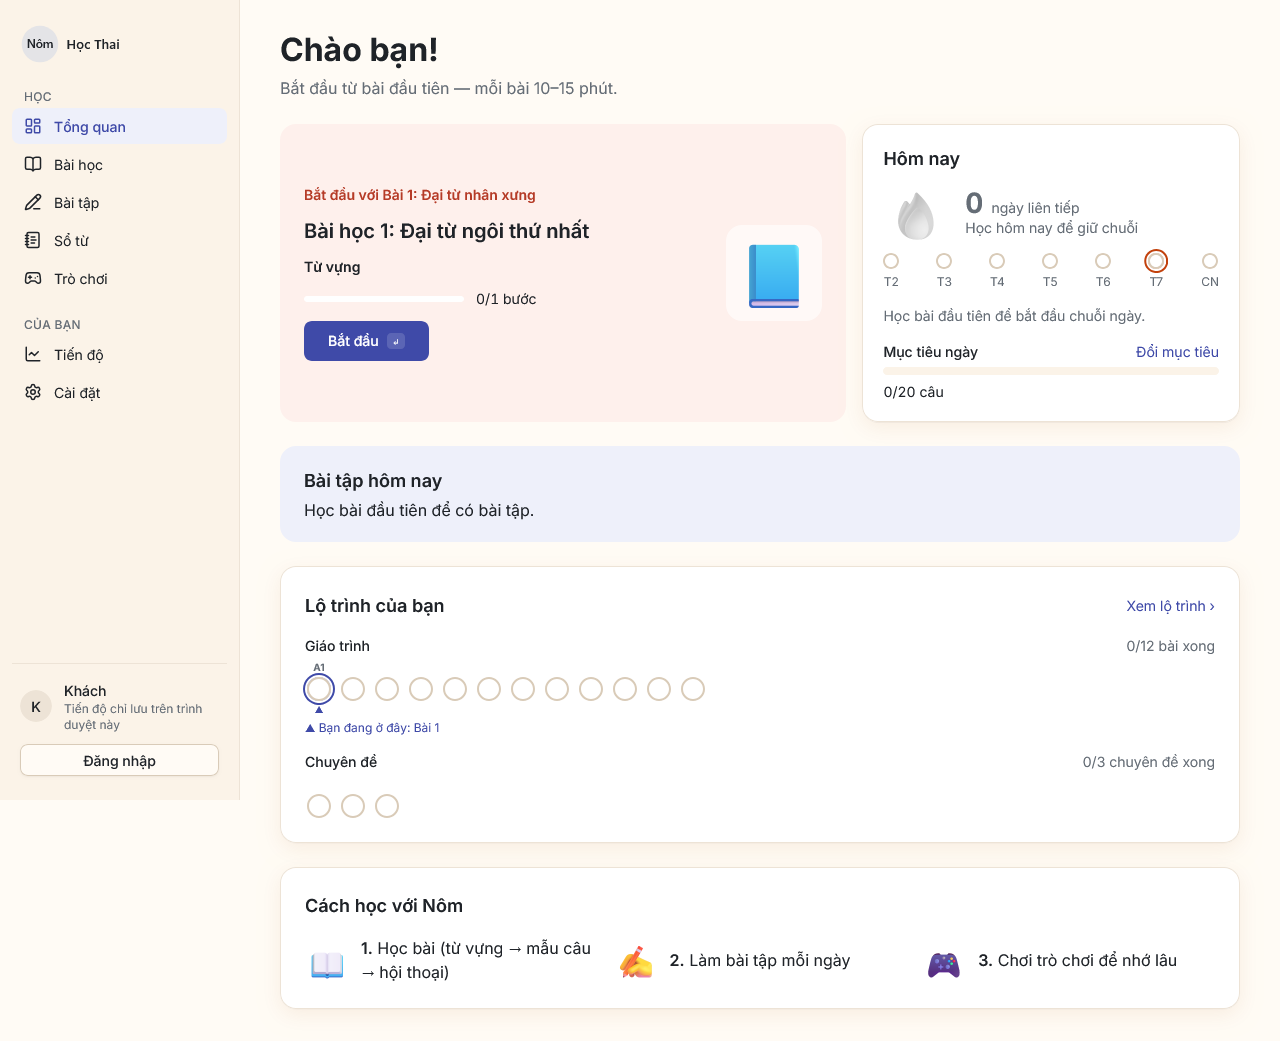 Nôm Học Thai
HỌC
Tổng quan
Bài học
Bài tập
Sổ từ
Trò chơi
CỦA BẠN
Tiến độ
Cài đặt
K
Khách
Tiến độ chỉ lưu trên trình
duyệt này
Đăng nhập
Chào bạn!
Bắt đầu từ bài đầu tiên — mỗi bài 10–15 phút.
Bắt đầu với Bài 1: Đại từ nhân xưng
Bài học 1: Đại từ ngôi thứ nhất
Từ vựng
0/1 bước
Bắt đầu ↲
Hôm nay
0 ngày liên tiếp
Học hôm nay để giữ chuỗi
T2 T3 T4 T5 T6 T7 CN
Học bài đầu tiên để bắt đầu chuỗi ngày.
Mục tiêu ngày Đổi mục tiêu
0/20 câu
Bài tập hôm nay
Học bài đầu tiên để có bài tập.
Lộ trình của bạn Xem lộ trình ›
Giáo trình 0/12 bài xong
A1
▲ Bạn đang ở đây: Bài 1
Chuyên đề 0/3 chuyên đề xong
Cách học với Nôm
1. Học bài (từ vựng → mẫu câu
→ hội thoại)
2. Làm bài tập mỗi ngày
3. Chơi trò chơi để nhớ lâu